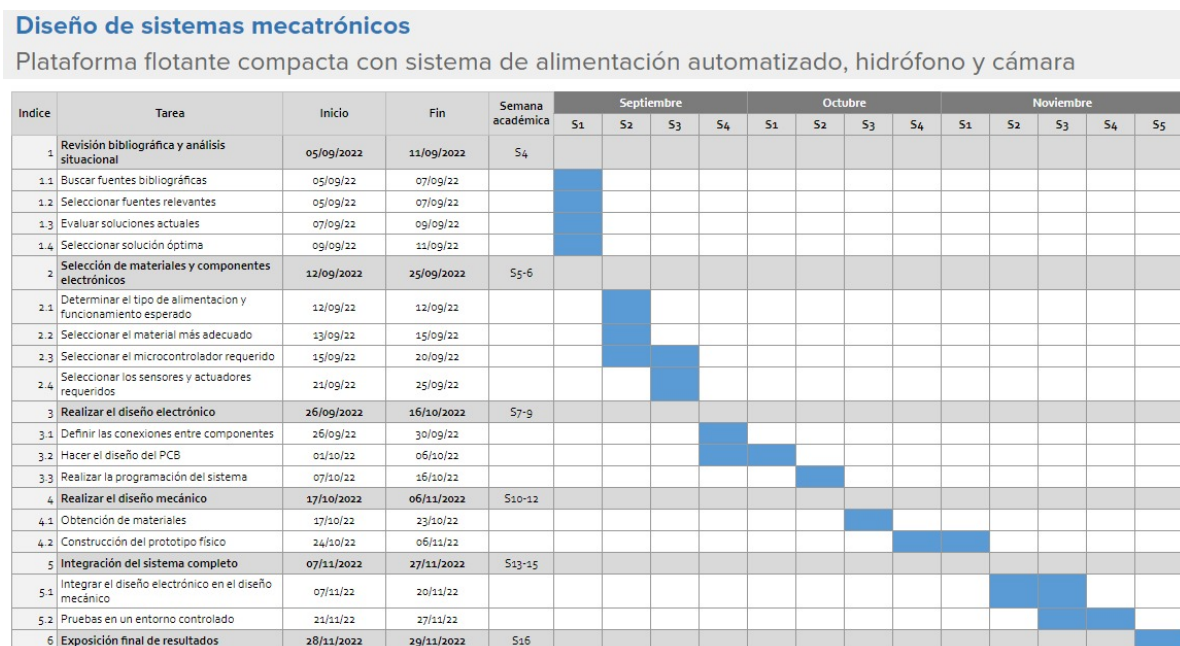 Diseño de sistemas mecatrónicos
Plataforma flotante compacta con sistema de alimentación automatizado, hidrófono y cámara
Indice Tarea Inicio Fin Semana académica Septiembre Octubre Noviembre
S1 S2 S3 S4 S1 S2 S3 S4 S1 S2 S3 S4 S5
1 Revisión bibliográfica y análisis situacional 05/09/2022 11/09/2022 S4
1.1 Buscar fuentes bibliográficas 05/09/22 07/09/22
1.2 Seleccionar fuentes relevantes 05/09/22 07/09/22
1.3 Evaluar soluciones actuales 07/09/22 09/09/22
1.4 Seleccionar solución óptima 09/09/22 11/09/22
2 Selección de materiales y componentes electrónicos 12/09/2022 25/09/2022 S5-6
2.1 Determinar el tipo de alimentacion y funcionamiento esperado 12/09/22 12/09/22
2.2 Seleccionar el material más adecuado 13/09/22 15/09/22
2.3 Seleccionar el microcontrolador requerido 15/09/22 20/09/22
2.4 Seleccionar los sensores y actuadores requeridos 21/09/22 25/09/22
3 Realizar el diseño electrónico 26/09/2022 16/10/2022 S7-9
3.1 Definir las conexiones entre componentes 26/09/22 30/09/22
3.2 Hacer el diseño del PCB 01/10/22 06/10/22
3.3 Realizar la programación del sistema 07/10/22 16/10/22
4 Realizar el diseño mecánico 17/10/2022 06/11/2022 S10-12
4.1 Obtención de materiales 17/10/22 23/10/22
4.2 Construcción del prototipo físico 24/10/22 06/11/22
5 Integración del sistema completo 07/11/2022 27/11/2022 S13-15
5.1 Integrar el diseño electrónico en el diseño mecánico 07/11/22 20/11/22
5.2 Pruebas en un entorno controlado 21/11/22 27/11/22
6 Exposición final de resultados 28/11/2022 29/11/2022 S16